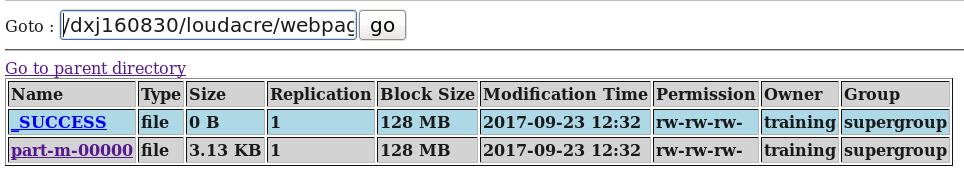 Goto : /dxj160830/loudacre/webpag go
Go to parent directory
Name Type Size Replication Block Size Modification Time Permission Owner Group
_SUCCESS file 0 B 1 128 MB 2017-09-23 12:32 rw-rw-rw- training supergroup
part-m-00000 file 3.13 KB 1 128 MB 2017-09-23 12:32 rw-rw-rw- training supergroup